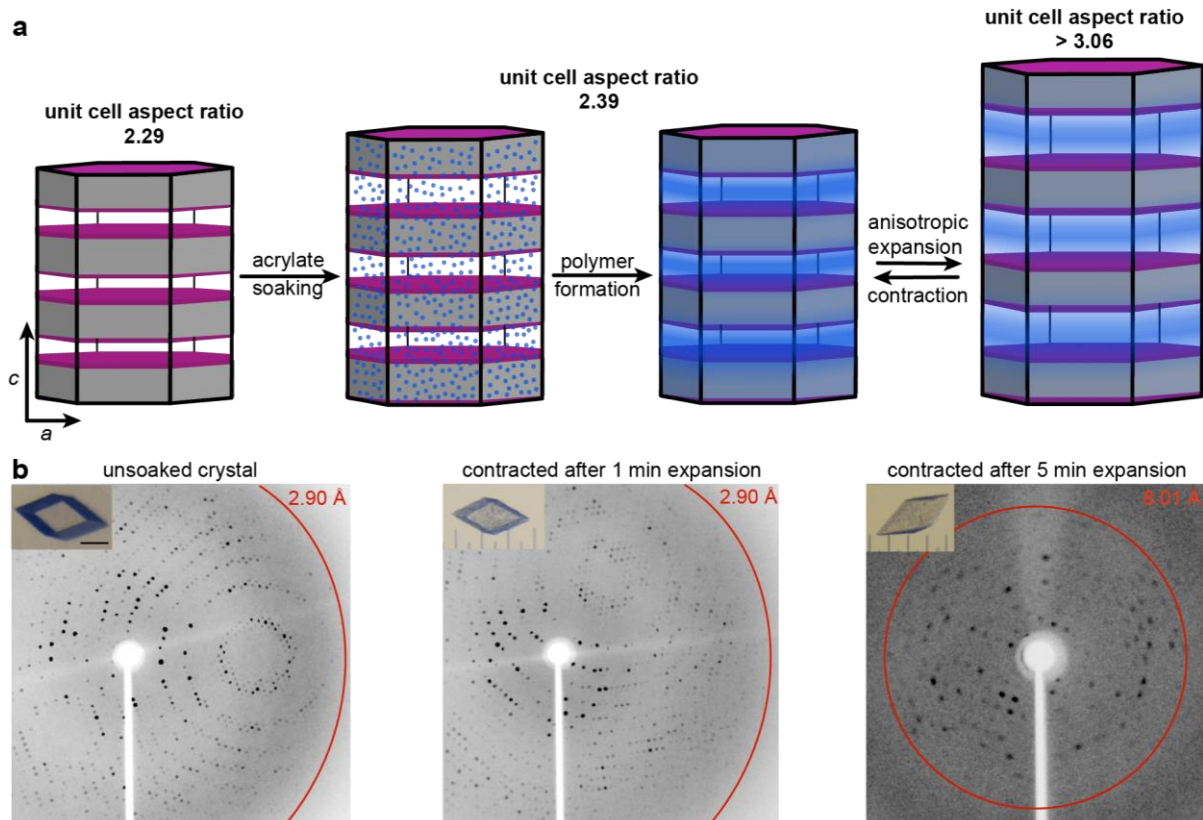 a
unit cell aspect ratio
2.29
unit cell aspect ratio
2.39
unit cell aspect ratio
> 3.06
acrylate
soaking
polymer
formation
anisotropic
expansion
contraction
c
a
b
unsoaked crystal
2.90 Å
contracted after 1 min expansion
2.90 Å
contracted after 5 min expansion
8.01 Å